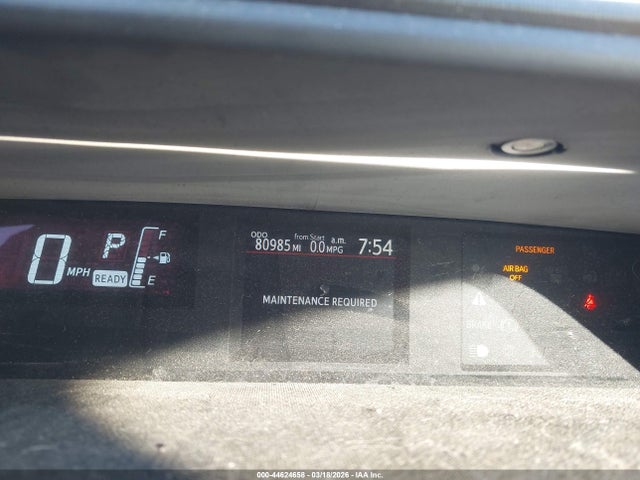 0 MPH
P
READY
F
E
ODO
80985 MI
from Start
0.0 MPG
a.m.
7:54
MAINTENANCE REQUIRED
PASSENGER
AIR BAG
OFF
BRAKE
000-44624658 - 03/18/2026 - IAA Inc.